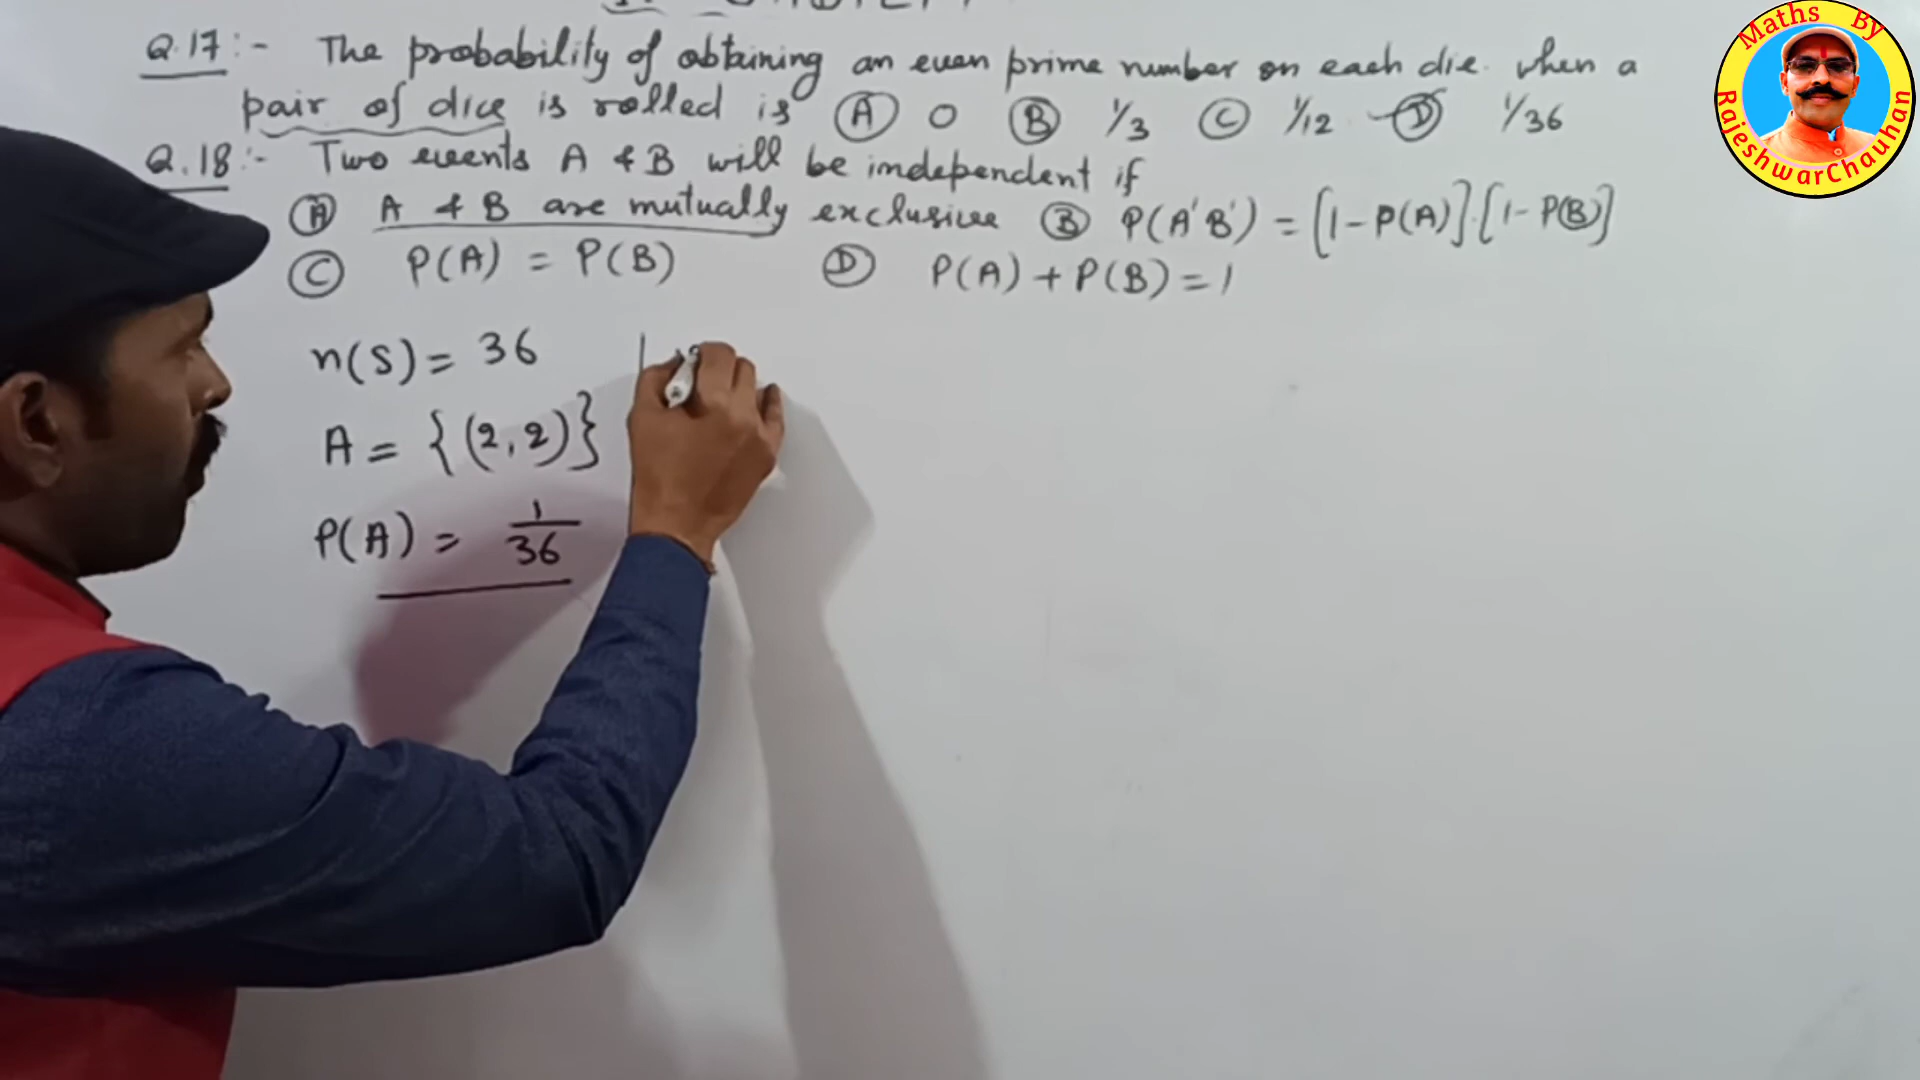 Q.17:- The probability of obtaining an even prime number on each die. when a
pair of dice is rolled is (A) 0 (B) 1/3 (C) 1/12 (D) 1/36
Q.18:- Two events A & B will be independent if
(A) A & B are mutually exclusive (B) P(A'B') = [1-P(A)].[1-P(B)]
(C) P(A) = P(B) (D) P(A)+P(B)=1
n(S) = 36
A = {(2,2)}
P(A) = 1/36
Maths By
RajeshwarChauhan